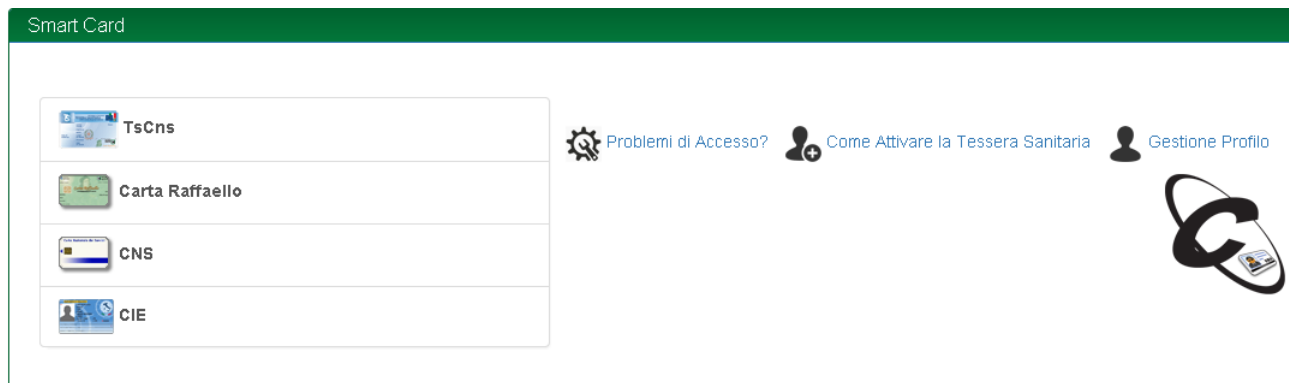 Smart Card
TsCns
Carta Raffaello
CNS
CIE
Problemi di Accesso? Come Attivare la Tessera Sanitaria Gestione Profilo